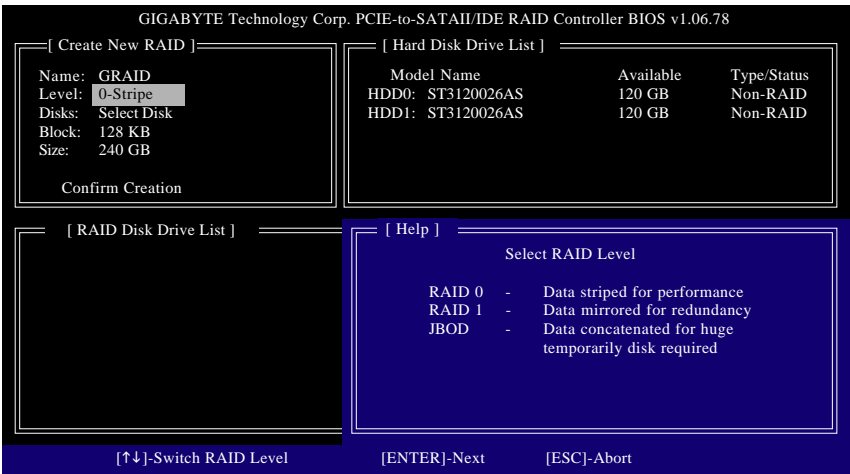 GIGABYTE Technology Corp. PCIE-to-SATAII/IDE RAID Controller BIOS v1.06.78
[ Create New RAID ]
Name: GRAID
Level: 0-Stripe
Disks: Select Disk
Block: 128 KB
Size: 240 GB
Confirm Creation
[ Hard Disk Drive List ]
Model Name Available Type/Status
HDD0: ST3120026AS 120 GB Non-RAID
HDD1: ST3120026AS 120 GB Non-RAID
[ RAID Disk Drive List ]
[ Help ]
Select RAID Level
RAID 0 - Data striped for performance
RAID 1 - Data mirrored for redundancy
JBOD - Data concatenated for huge
temporarily disk required
[↑↓]-Switch RAID Level [ENTER]-Next [ESC]-Abort